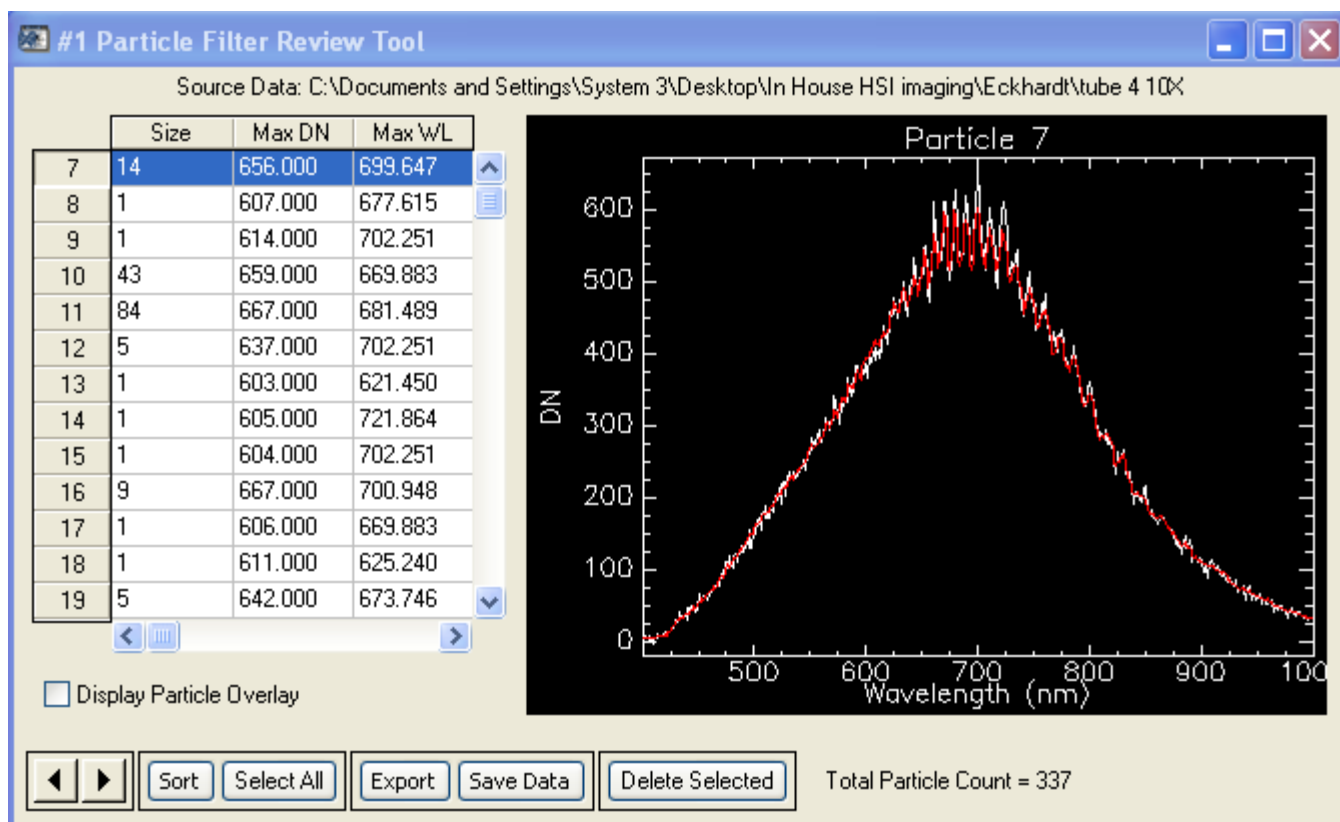 #1 Particle Filter Review Tool
Source Data: C:\Documents and Settings\System 3\Desktop\In House HSI imaging\Eckhardt\tube 4 10X
Size Max DN Max WL
7 14 656.000 699.647
8 1 607.000 677.615
9 1 614.000 702.251
10 43 659.000 669.883
11 84 667.000 681.489
12 5 637.000 702.251
13 1 603.000 621.450
14 1 605.000 721.864
15 1 604.000 702.251
16 9 667.000 700.948
17 1 606.000 669.883
18 1 611.000 625.240
19 5 642.000 673.746
Display Particle Overlay
Particle 7
600
500
400
300
200
100
0
DN
500 600 700 800 900 100
Wavelength (nm)
Sort Select All Export Save Data Delete Selected Total Particle Count = 337